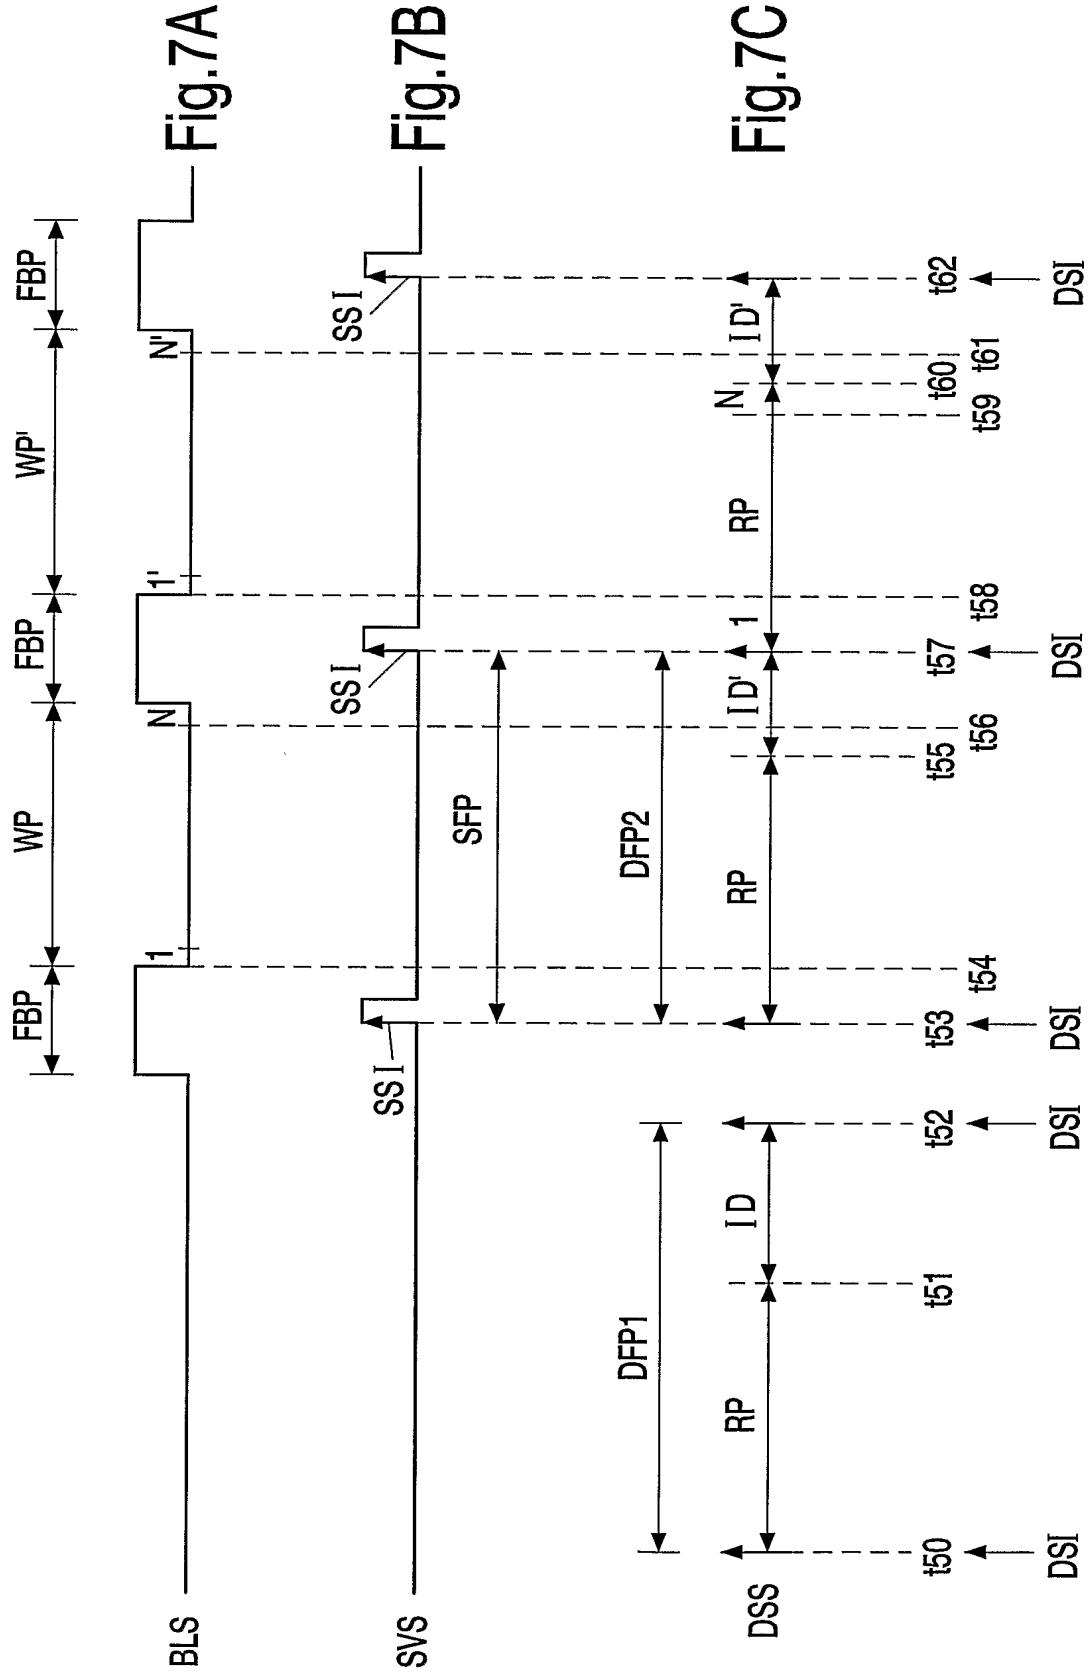 FBP WP FBP WP' FBP
BLS 1 N 1' N' Fig.7A
SVS SSI SSI SSI Fig.7B
SFP
DFP1 DFP2
DSS RP ID RP ID' 1 RP N ID' Fig.7C
t50 t51 t52 t53 t55 t57 t60 t62
t54 t56 t58 t59 t61
DSI DSI DSI DSI DSI